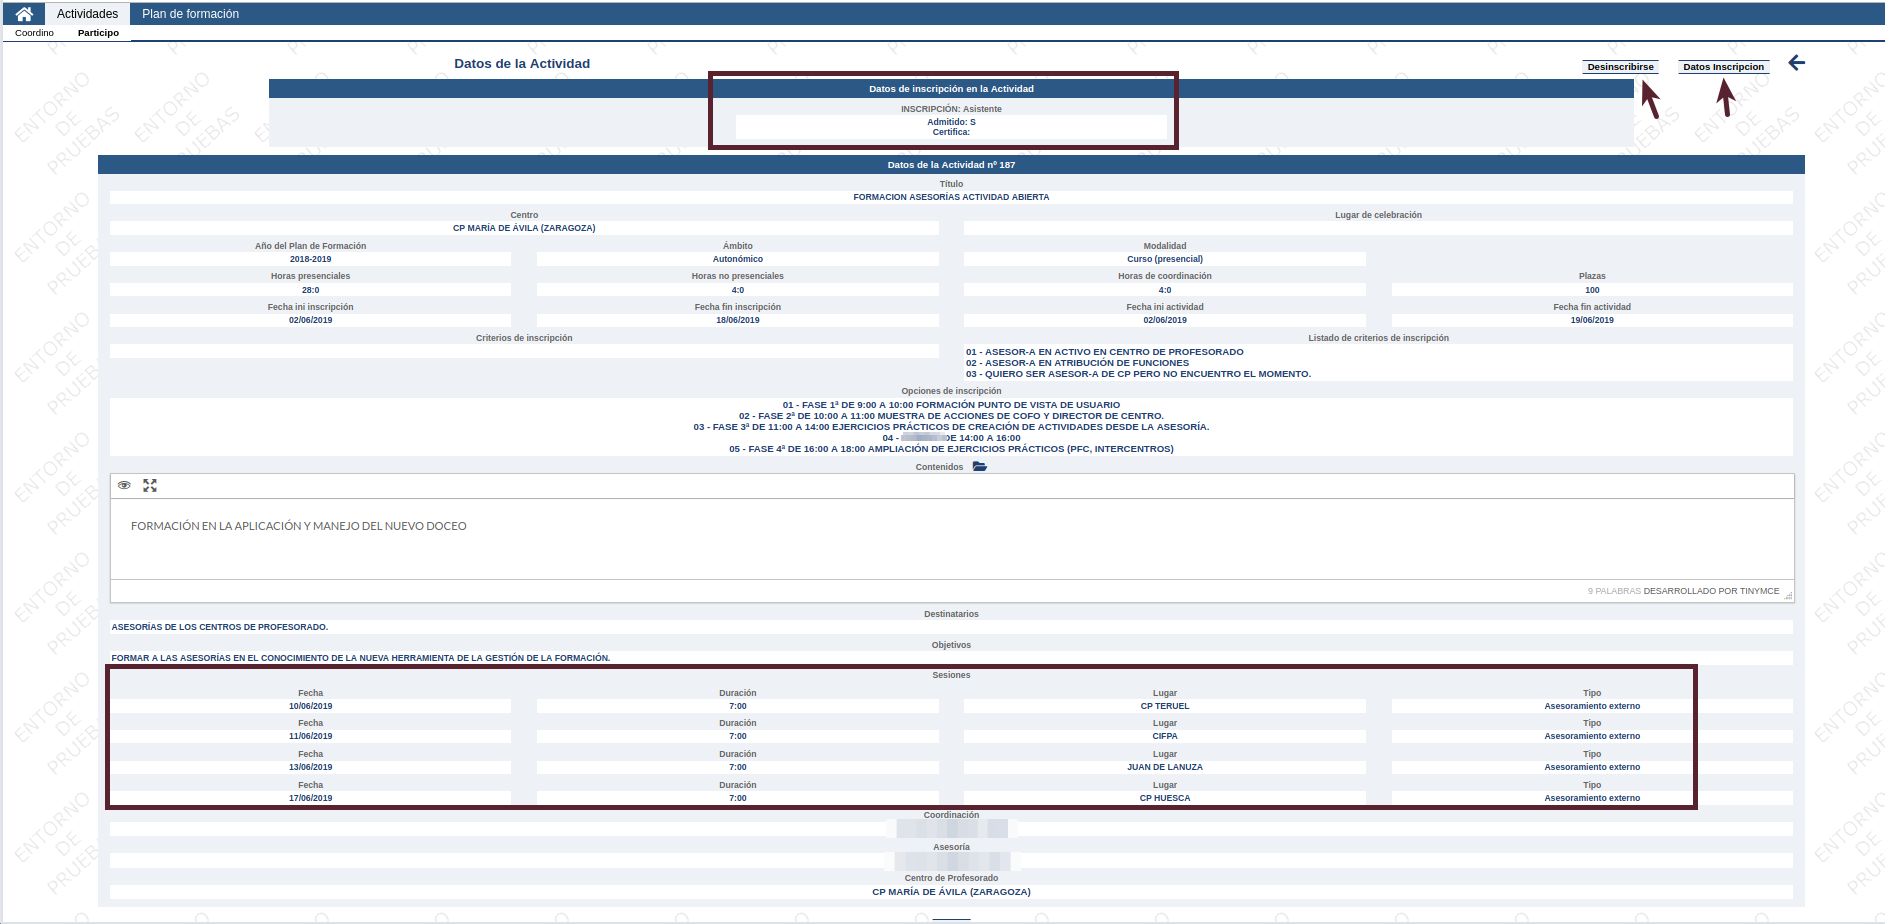 Actividades Plan de formación
Coordino Participo
Datos de la Actividad
Desinscribirse Datos Inscripcion
Datos de inscripción en la Actividad
INSCRIPCIÓN: Asistente
Admitido: S
Certifica:
Datos de la Actividad nº 187
Título
FORMACION ASESORÍAS ACTIVIDAD ABIERTA
Centro Lugar de celebración
CP MARÍA DE ÁVILA (ZARAGOZA)
Año del Plan de Formación Ámbito Modalidad
2018-2019 Autonómico Curso (presencial)
Horas presenciales Horas no presenciales Horas de coordinación Plazas
28:0 4:0 4:0 100
Fecha ini inscripción Fecha fin inscripción Fecha ini actividad Fecha fin actividad
02/06/2019 18/06/2019 02/06/2019 19/06/2019
Criterios de inscripción Listado de criterios de inscripción
01 - ASESOR-A EN ACTIVO EN CENTRO DE PROFESORADO
02 - ASESOR-A EN ATRIBUCIÓN DE FUNCIONES
03 - QUIERO SER ASESOR-A DE CP PERO NO ENCUENTRO EL MOMENTO.
Opciones de inscripción
01 - FASE 1ª DE 9:00 A 10:00 FORMACIÓN PUNTO DE VISTA DE USUARIO
02 - FASE 2ª DE 10:00 A 11:00 MUESTRA DE ACCIONES DE COFO Y DIRECTOR DE CENTRO.
03 - FASE 3ª DE 11:00 A 14:00 EJERCICIOS PRÁCTICOS DE CREACIÓN DE ACTIVIDADES DESDE LA ASESORÍA.
04 - DE 14:00 A 16:00
05 - FASE 4ª DE 16:00 A 18:00 AMPLIACIÓN DE EJERCICIOS PRÁCTICOS (PFC, INTERCENTROS)
Contenidos
FORMACIÓN EN LA APLICACIÓN Y MANEJO DEL NUEVO DOCEO
9 PALABRAS DESARROLLADO POR TINYMCE
Destinatarios
ASESORÍAS DE LOS CENTROS DE PROFESORADO.
Objetivos
FORMAR A LAS ASESORÍAS EN EL CONOCIMIENTO DE LA NUEVA HERRAMIENTA DE LA GESTIÓN DE LA FORMACIÓN.
Sesiones
Fecha Duración Lugar Tipo
10/06/2019 7:00 CP TERUEL Asesoramiento externo
Fecha Duración Lugar Tipo
11/06/2019 7:00 CIFPA Asesoramiento externo
Fecha Duración Lugar Tipo
13/06/2019 7:00 JUAN DE LANUZA Asesoramiento externo
Fecha Duración Lugar Tipo
17/06/2019 7:00 CP HUESCA Asesoramiento externo
Coordinación
Asesoría
Centro de Profesorado
CP MARÍA DE ÁVILA (ZARAGOZA)
ENTORNO
DE
PRUEBAS